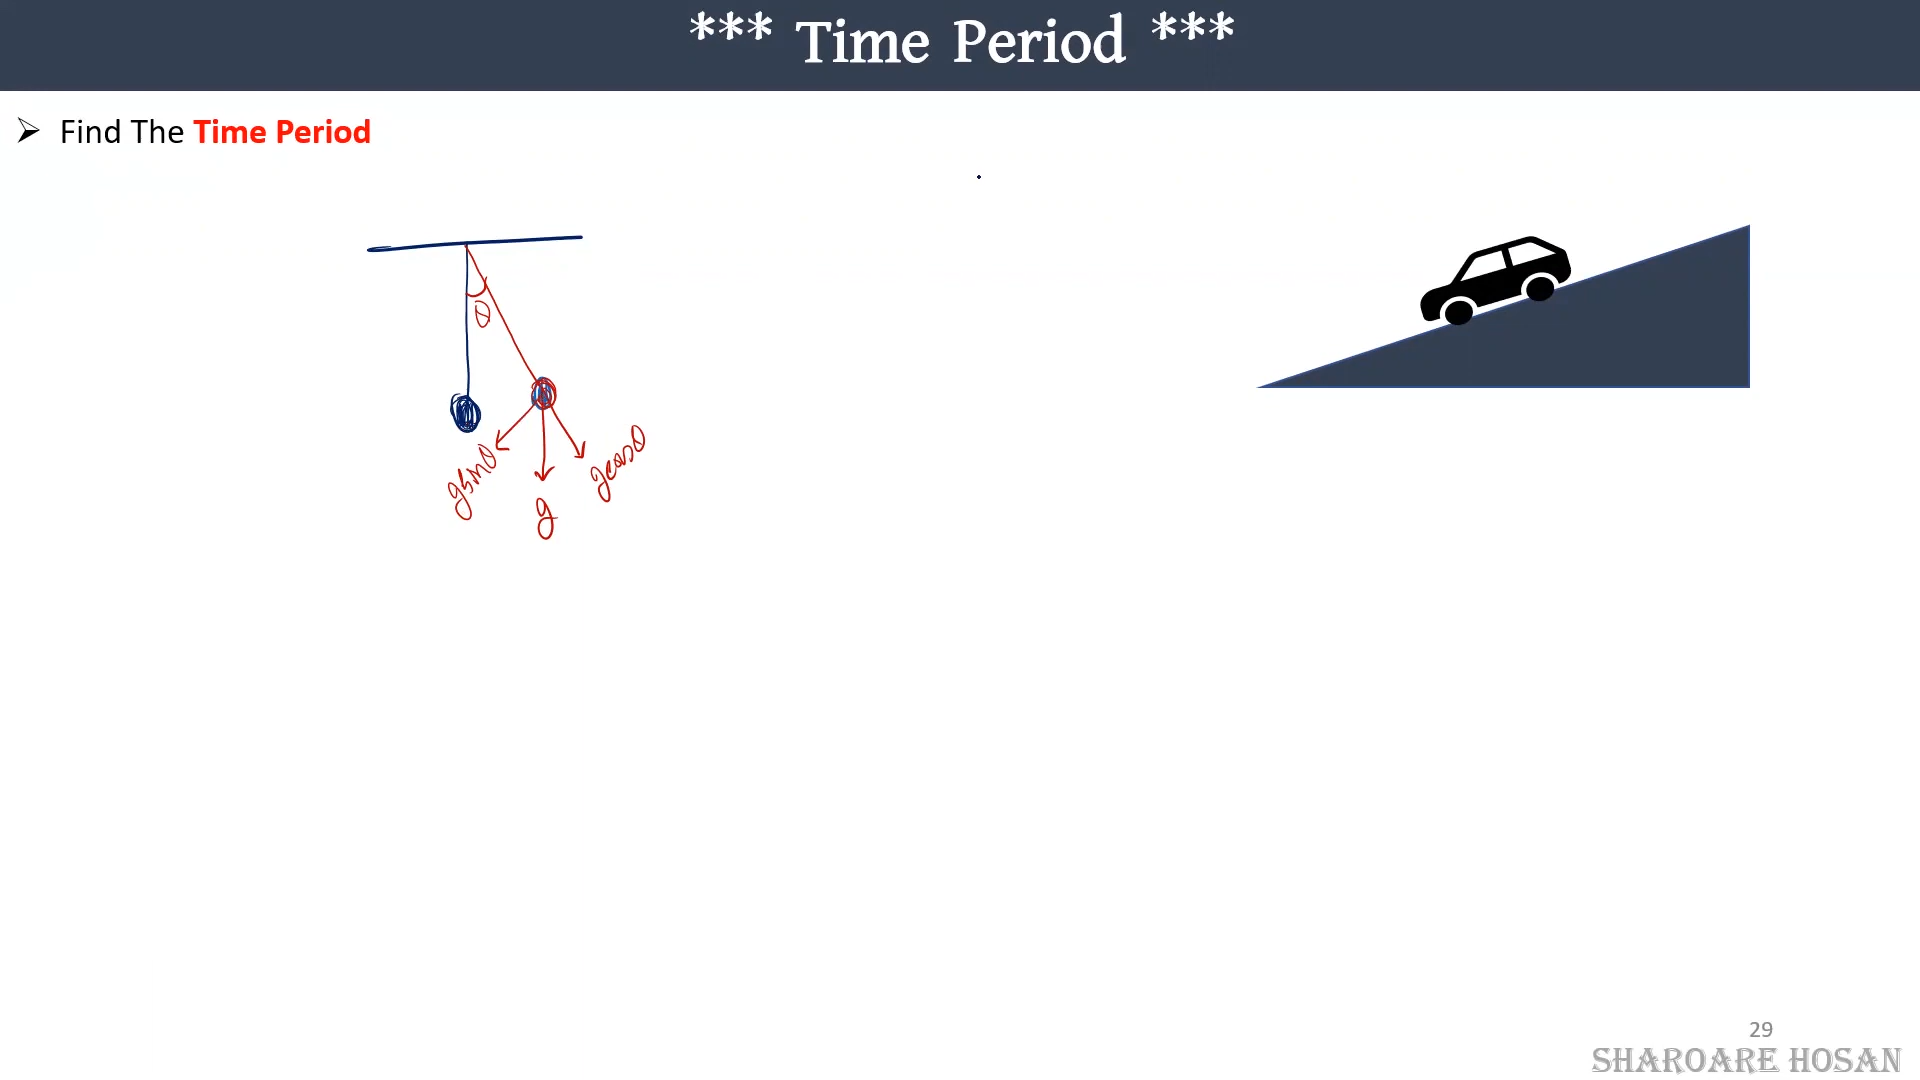 *** Time Period ***
➢ Find The Time Period
θ
g sinθ
g cosθ
g
29
SHAROARE HOSAN